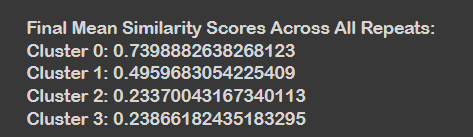 Final Mean Similarity Scores Across All Repeats:
Cluster 0: 0.7398882638268123
Cluster 1: 0.4959683054225409
Cluster 2: 0.23370043167340113
Cluster 3: 0.23866182435183295